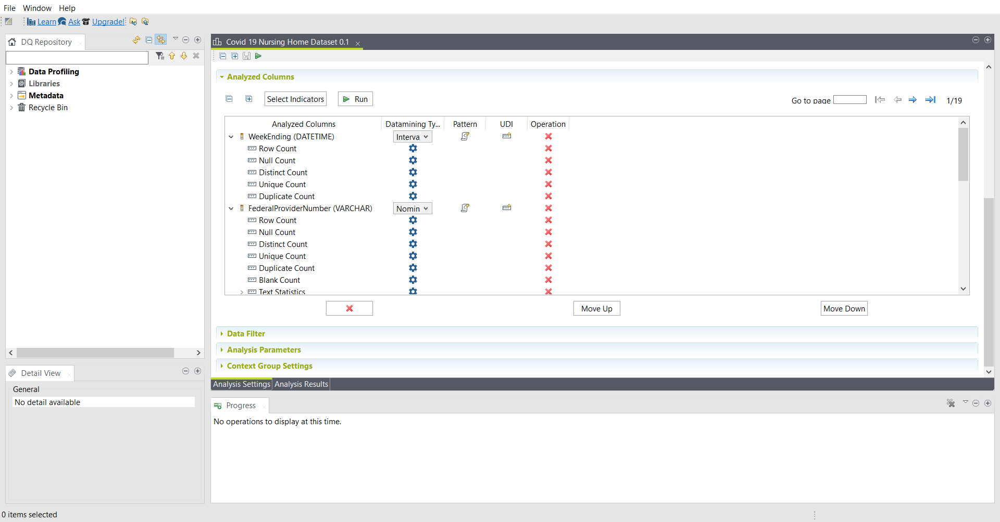 File Window Help
Learn Ask Upgrade!
DQ Repository
Data Profiling
Libraries
Metadata
Recycle Bin
Detail View
General
No detail available
Covid 19 Nursing Home Dataset 0.1
Analyzed Columns
Select Indicators Run Go to page 1/19
Analyzed Columns Datamining Ty... Pattern UDI Operation
WeekEnding (DATETIME) Interva
Row Count
Null Count
Distinct Count
Unique Count
Duplicate Count
FederalProviderNumber (VARCHAR) Nomin
Row Count
Null Count
Distinct Count
Unique Count
Duplicate Count
Blank Count
Text Statistics
Move Up Move Down
Data Filter
Analysis Parameters
Context Group Settings
Analysis Settings Analysis Results
Progress
No operations to display at this time.
0 items selected